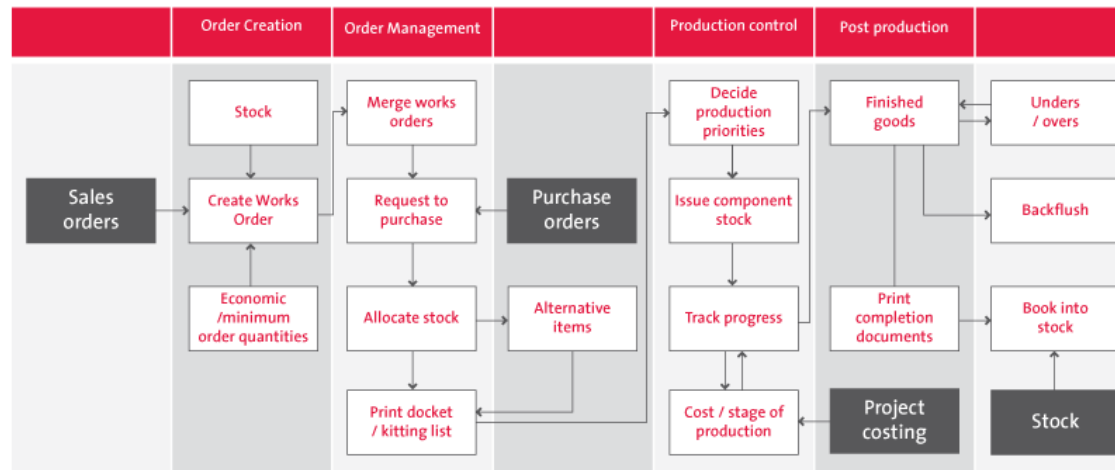 Order Creation
Order Management
Production control
Post production
Stock
Merge works
orders
Decide
production
priorities
Finished
goods
Unders
/ overs
Sales
orders
Create Works
Order
Request to
purchase
Purchase
orders
Issue component
stock
Backflush
Economic
/minimum
order quantities
Allocate stock
Alternative
items
Track progress
Print
completion
documents
Book into
stock
Print docket
/ kitting list
Cost / stage of
production
Project
costing
Stock